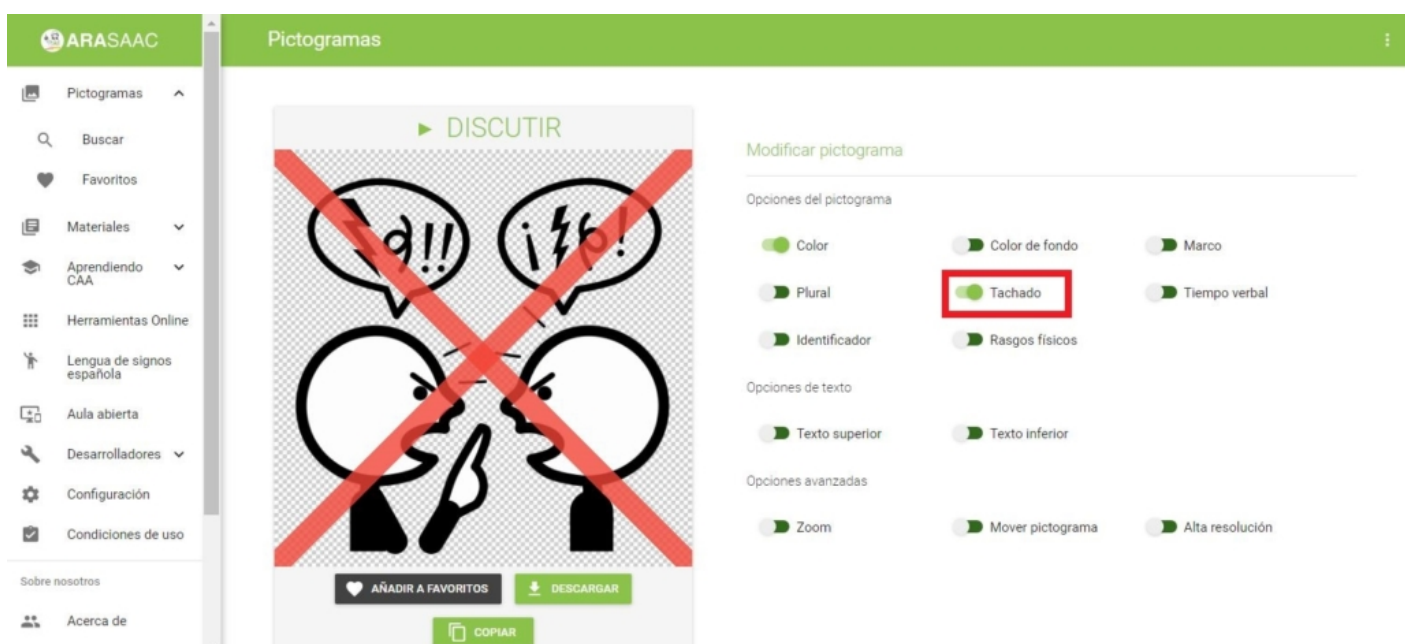 ARASAAC
Pictogramas
Pictogramas
Buscar
Favoritos
Materiales
Aprendiendo
CAA
Herramientas Online
Lengua de signos
española
Aula abierta
Desarrolladores
Configuración
Condiciones de uso
Sobre nosotros
Acerca de
DISCUTIR
!!
¡ !
AÑADIR A FAVORITOS
DESCARGAR
COPIAR
Modificar pictograma
Opciones del pictograma
Color
Color de fondo
Marco
Plural
Tachado
Tiempo verbal
Identificador
Rasgos físicos
Opciones de texto
Texto superior
Texto inferior
Opciones avanzadas
Zoom
Mover pictograma
Alta resolución